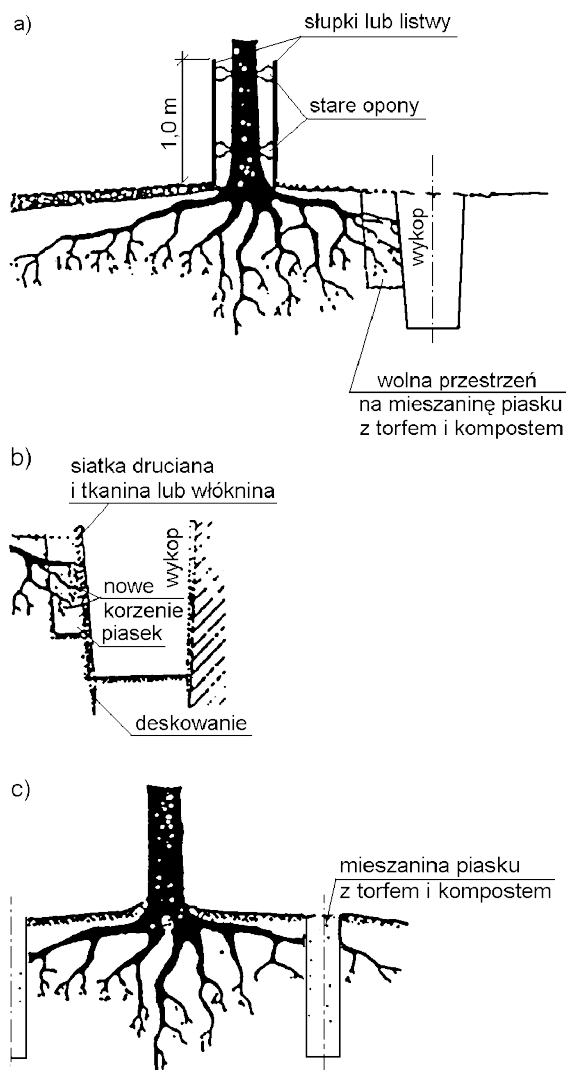 a)
słupki lub listwy
stare opony
1,0 m
wykop
wolna przestrzeń
na mieszaninę piasku
z torfem i kompostem
b)
siatka druciana
i tkanina lub włóknina
wykop
nowe
korzenie
piasek
deskowanie
c)
mieszanina piasku
z torfem i kompostem